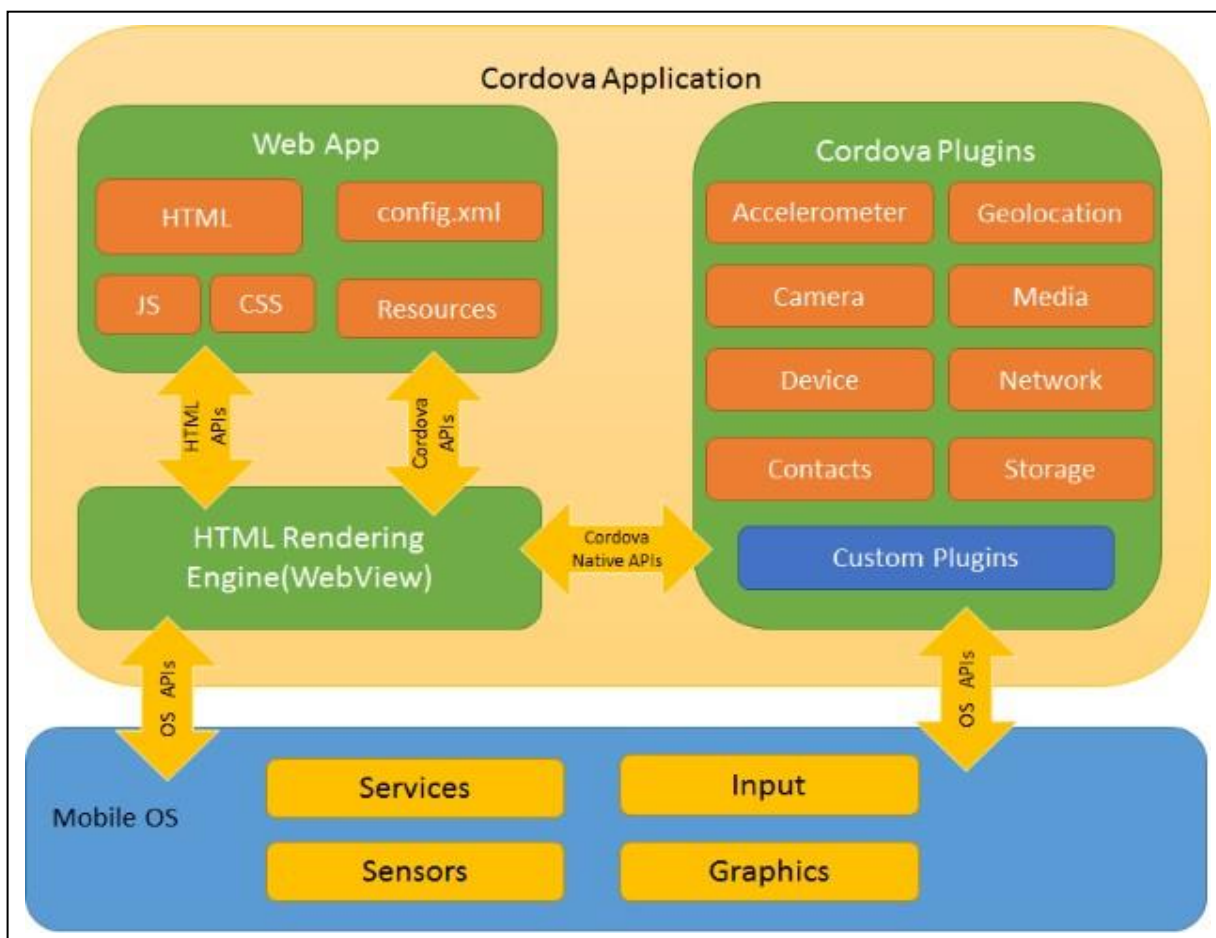 Cordova Application
Web App
HTML
config.xml
JS
CSS
Resources
HTML
APIs
Cordova
APIs
HTML Rendering
Engine(WebView)
Cordova
Native APIs
Cordova Plugins
Accelerometer
Geolocation
Camera
Media
Device
Network
Contacts
Storage
Custom Plugins
OS APIs
OS APIs
Mobile OS
Services
Input
Sensors
Graphics